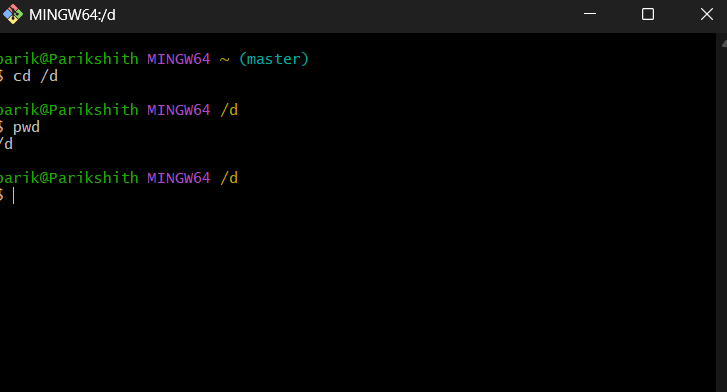 MINGW64:/d
parik@Parikshith MINGW64 ~ (master)
$ cd /d
parik@Parikshith MINGW64 /d
$ pwd
/d
parik@Parikshith MINGW64 /d
$